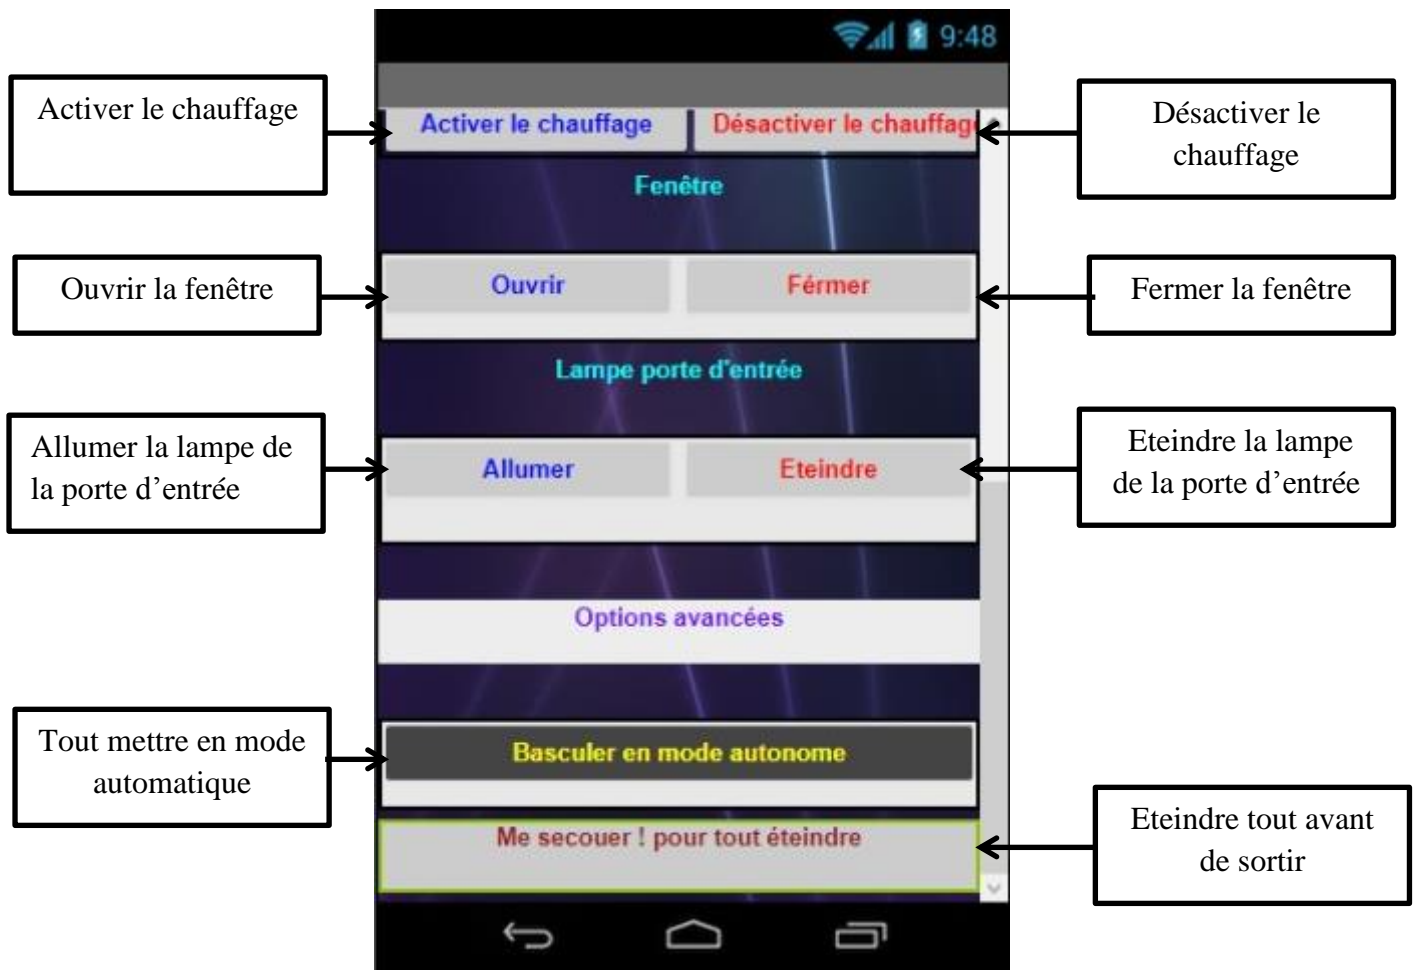 9:48
Activer le chauffage
Activer le chauffage
Désactiver le chauffage
Désactiver le
chauffage
Fenêtre
Ouvrir la fenêtre
Ouvrir
Férmer
Fermer la fenêtre
Lampe porte d'entrée
Allumer la lampe de
la porte d’entrée
Allumer
Eteindre
Eteindre la lampe
de la porte d’entrée
Options avancées
Tout mettre en mode
automatique
Basculer en mode autonome
Me secouer ! pour tout éteindre
Eteindre tout avant
de sortir